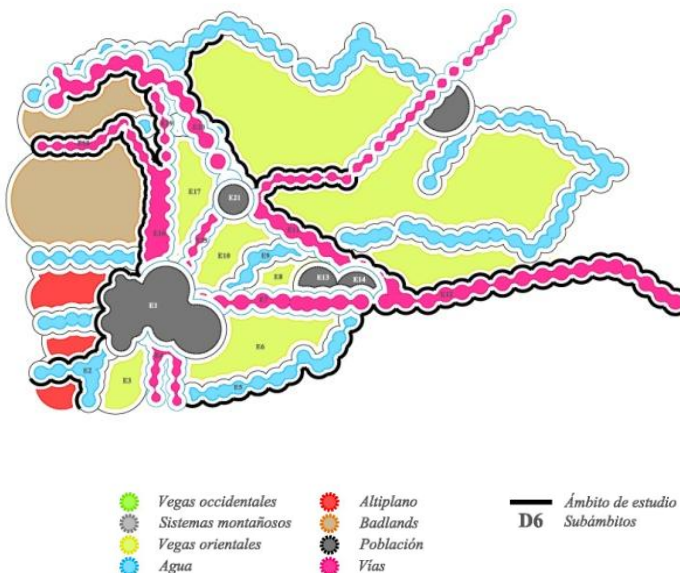 E17
E21
E10
E9
E8
E13
E14
E1
E6
E2
E3
E5
Vegas occidentales
Sistemas montañosos
Vegas orientales
Agua
Altiplano
Badlands
Población
Vías
Ámbito de estudio
D6 Subámbitos